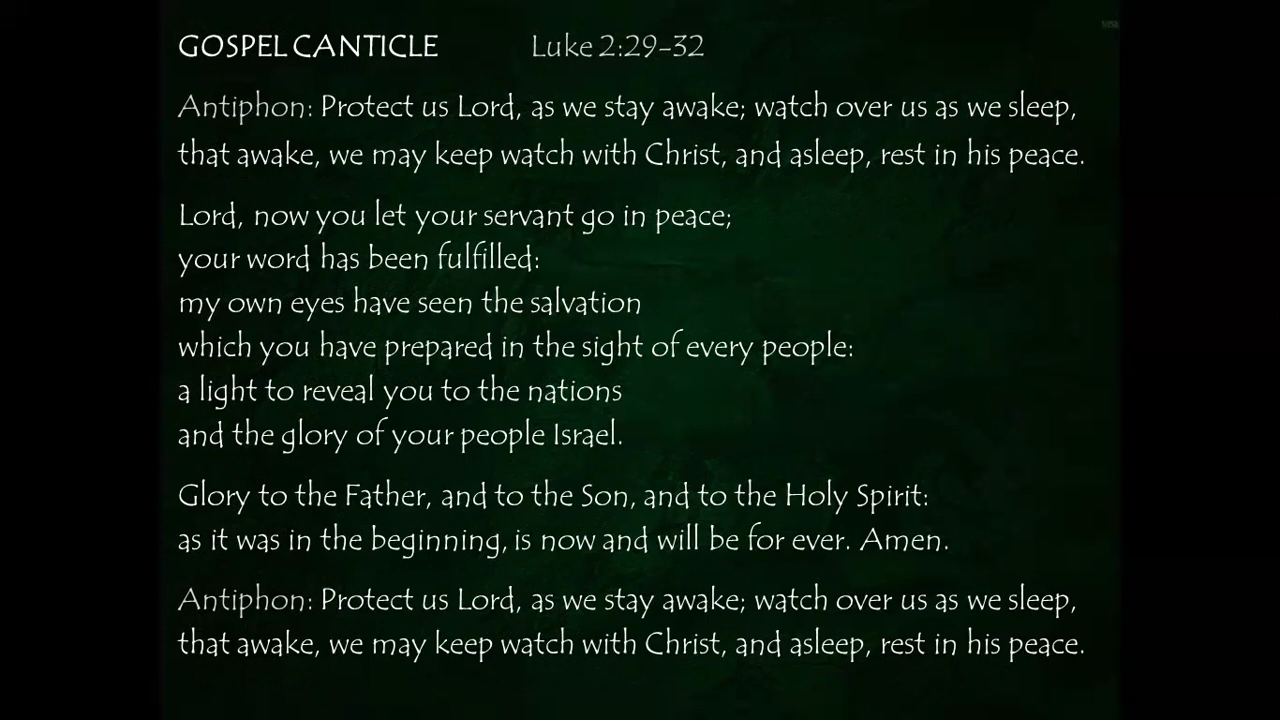 GOSPEL CANTICLE Luke 2:29-32
Antiphon: Protect us Lord, as we stay awake; watch over us as we sleep,
that awake, we may keep watch with Christ, and asleep, rest in his peace.
Lord, now you let your servant go in peace;
your word has been fulfilled:
my own eyes have seen the salvation
which you have prepared in the sight of every people:
a light to reveal you to the nations
and the glory of your people Israel.
Glory to the Father, and to the Son, and to the Holy Spirit:
as it was in the beginning, is now and will be for ever. Amen.
Antiphon: Protect us Lord, as we stay awake; watch over us as we sleep,
that awake, we may keep watch with Christ, and asleep, rest in his peace.